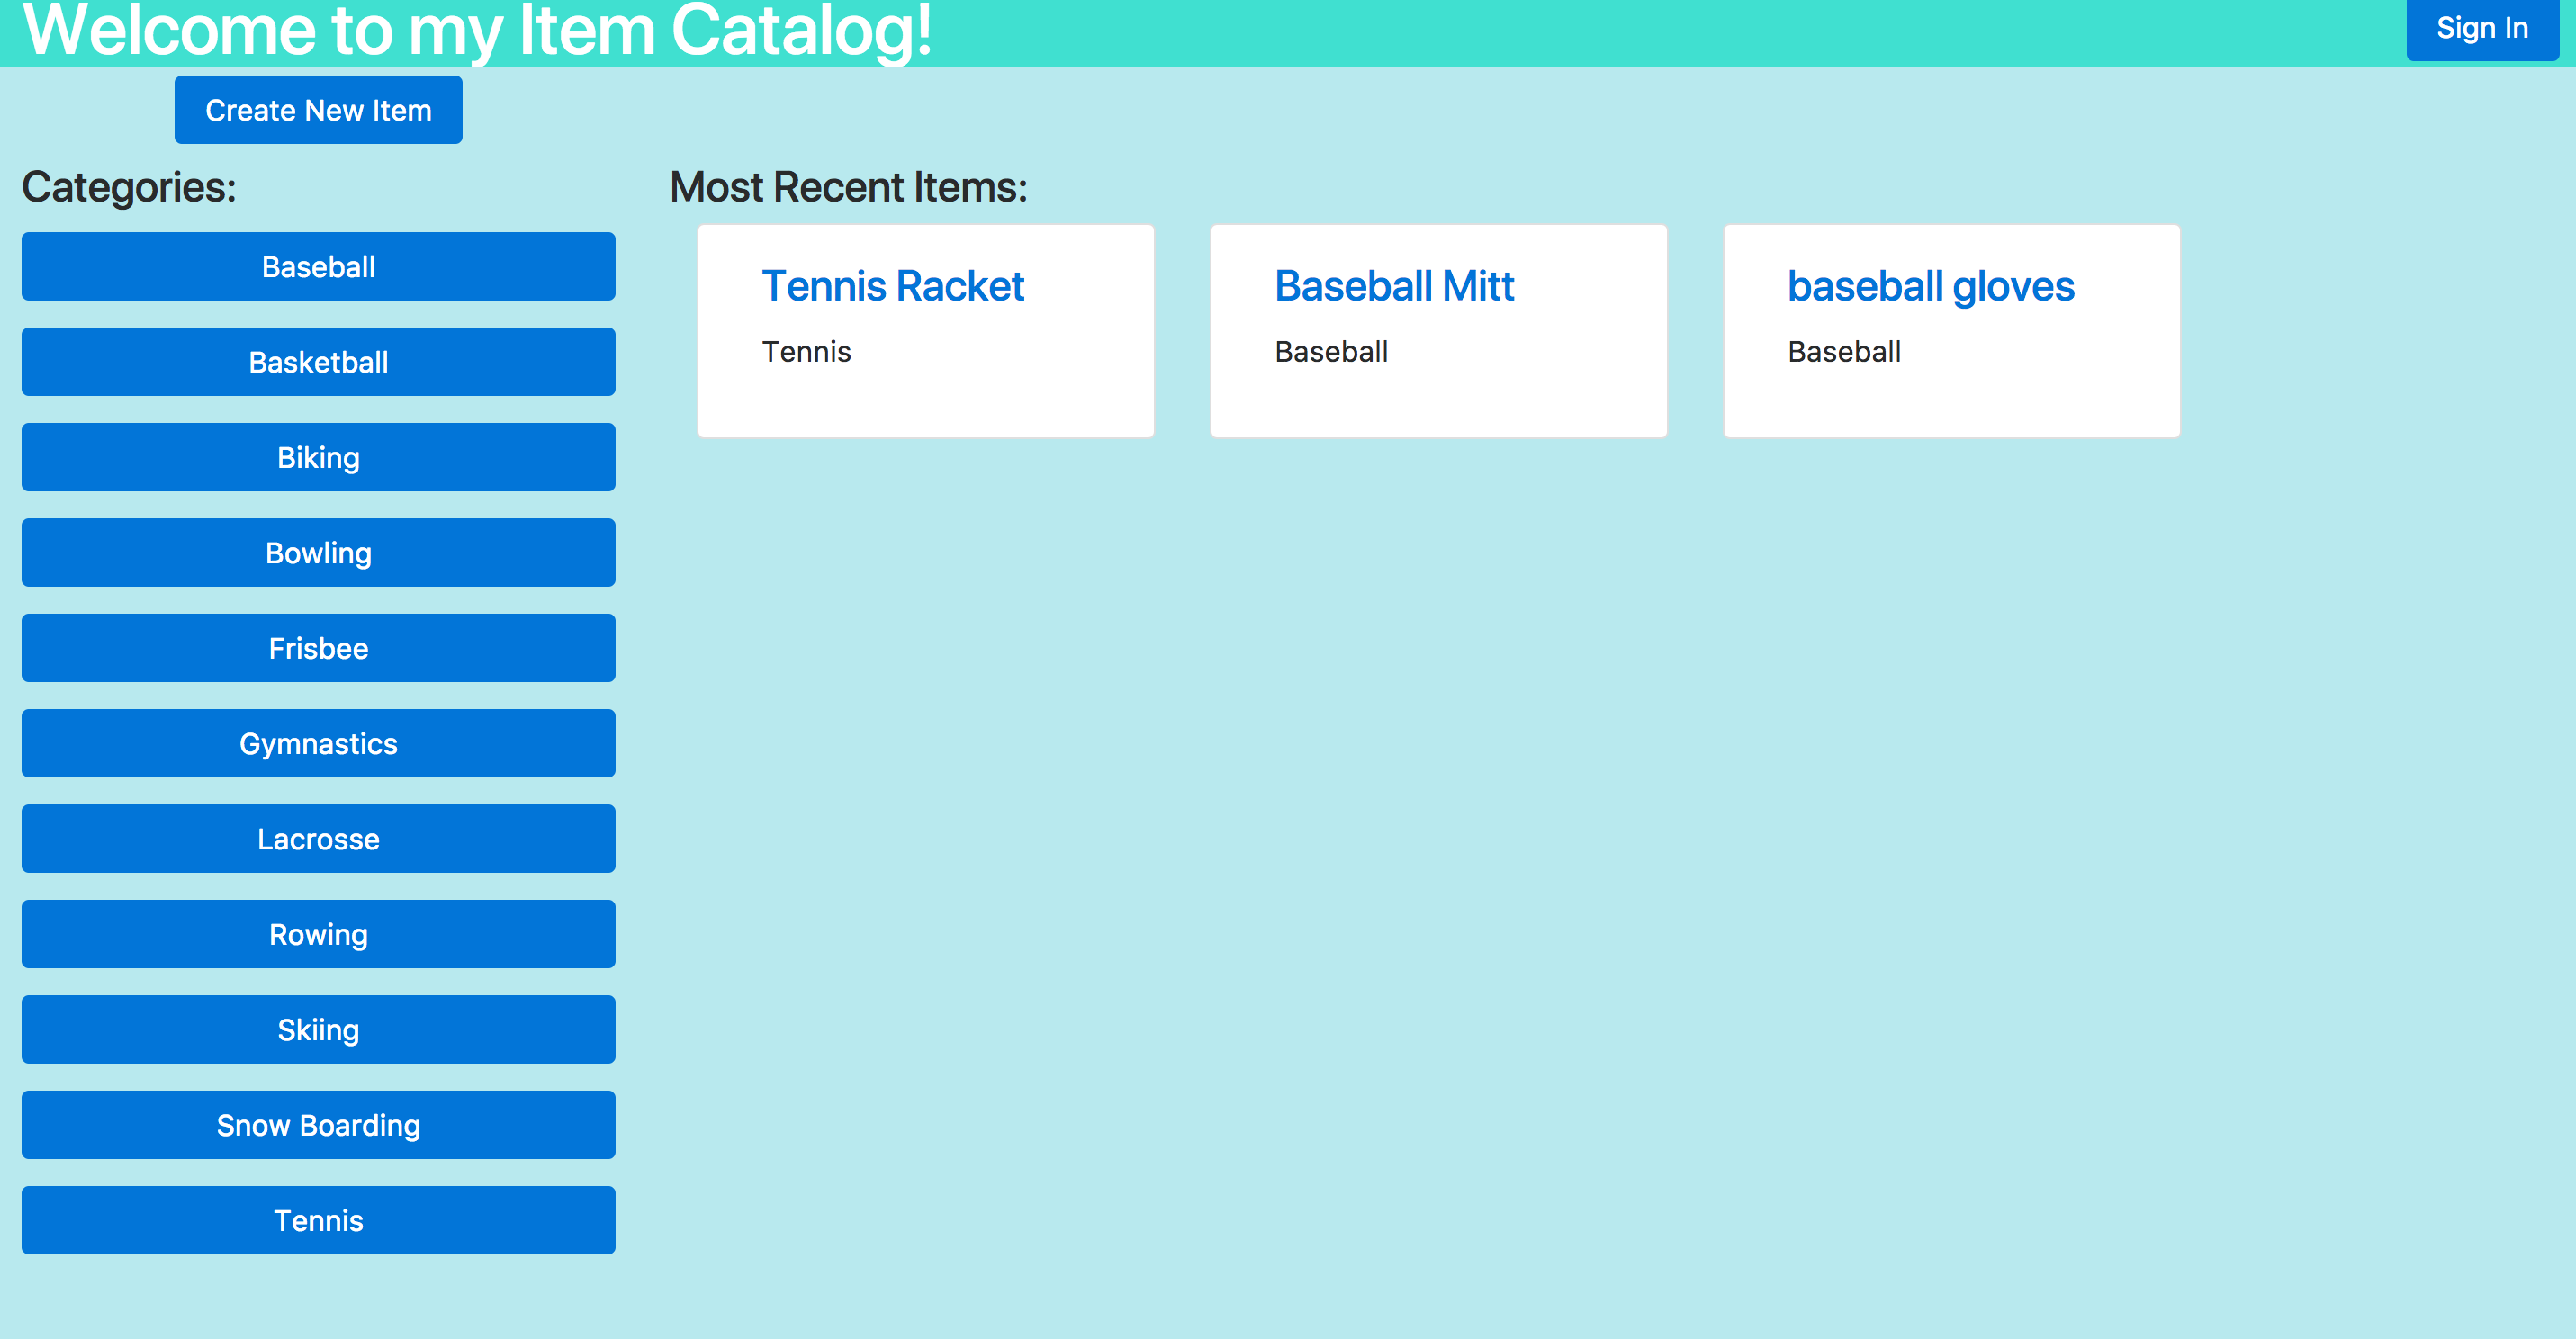 Welcome to my Item Catalog!
Sign In
Create New Item
Categories:
Baseball
Basketball
Biking
Bowling
Frisbee
Gymnastics
Lacrosse
Rowing
Skiing
Snow Boarding
Tennis
Most Recent Items:
Tennis Racket
Tennis
Baseball Mitt
Baseball
baseball gloves
Baseball